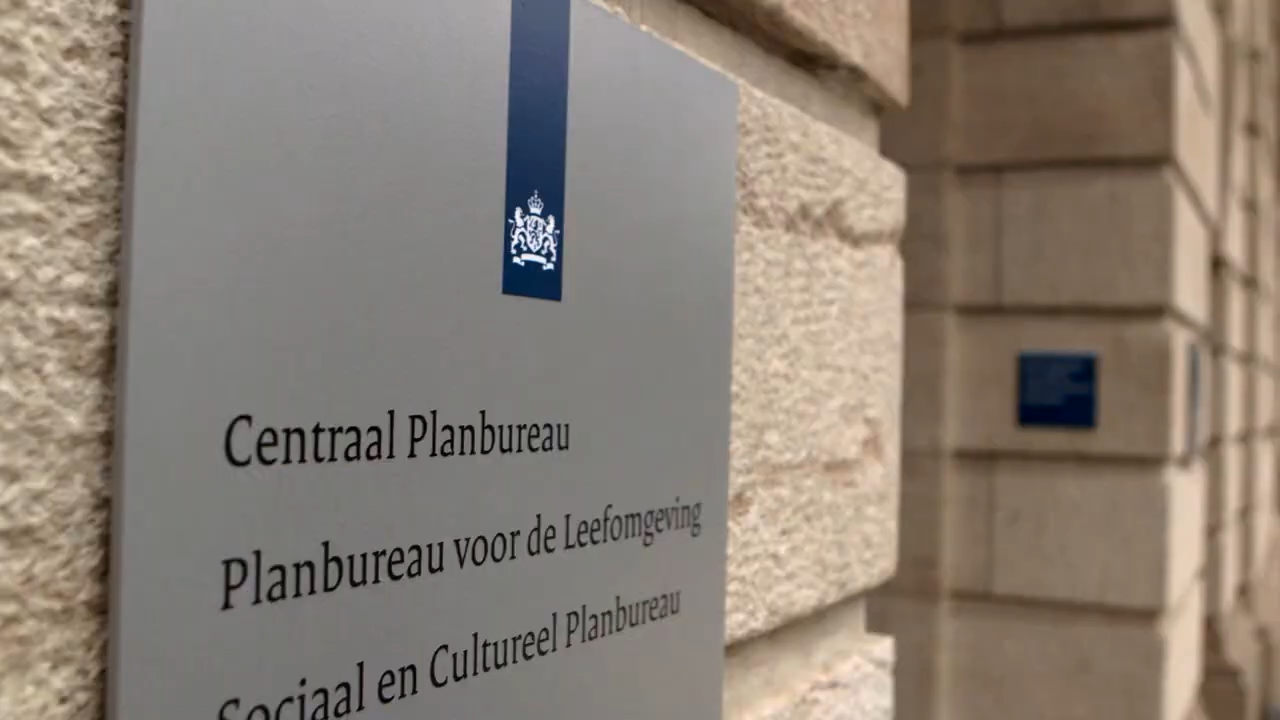 Centraal Planbureau
Planbureau voor de Leefomgeving
Sociaal en Cultureel Planbureau